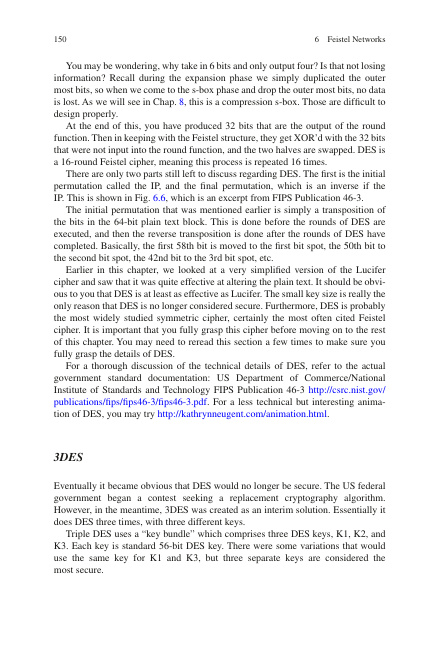 150
6 Feistel Networks
You may be wondering, why take in 6 bits and only output four? Is that not losing
information? Recall during the expansion phase we simply duplicated the outer
most bits, so when we come to the s-box phase and drop the outer most bits, no data
is lost. As we will see in Chap. 8, this is a compression s-box. Those are difficult to
design properly.
At the end of this, you have produced 32 bits that are the output of the round
function. Then in keeping with the Feistel structure, they get XOR'd with the 32 bits
that were not input into the round function, and the two halves are swapped. DES is
a 16-round Feistel cipher, meaning this process is repeated 16 times.
There are only two parts still left to discuss regarding DES. The first is the initial
permutation called the IP, and the final permutation, which is an inverse if the
IP. This is shown in Fig. 6.6, which is an excerpt from FIPS Publication 46-3.
The initial permutation that was mentioned earlier is simply a transposition of
the bits in the 64-bit plain text block. This is done before the rounds of DES are
executed, and then the reverse transposition is done after the rounds of DES have
completed. Basically, the first 58th bit is moved to the first bit spot, the 50th bit to
the second bit spot, the 42nd bit to the 3rd bit spot, etc.
Earlier in this chapter, we looked at a very simplified version of the Lucifer
cipher and saw that it was quite effective at altering the plain text. It should be obvi-
ous to you that DES is at least as effective as Lucifer. The small key size is really the
only reason that DES is no longer considered secure. Furthermore, DES is probably
the most widely studied symmetric cipher, certainly the most often cited Feistel
cipher. It is important that you fully grasp this cipher before moving on to the rest
of this chapter. You may need to reread this section a few times to make sure you
fully grasp the details of DES.
For a thorough discussion of the technical details of DES, refer to the actual
government standard documentation: US Department of Commerce/National
Institute of Standards and Technology FIPS Publication 46-3 http://csrc.nist.gov/
publications/fips/fips46-3/fips46-3.pdf. For a less technical but interesting anima-
tion of DES, you may try http://kathrynneugent.com/animation.html.
3DES
Eventually it became obvious that DES would no longer be secure. The US federal
government began a contest seeking a replacement cryptography algorithm.
However, in the meantime, 3DES was created as an interim solution. Essentially it
does DES three times, with three different keys.
Triple DES uses a “key bundle” which comprises three DES keys, K1, K2, and
K3. Each key is standard 56-bit DES key. There were some variations that would
use the same key for K1 and K3, but three separate keys are considered the
most secure.